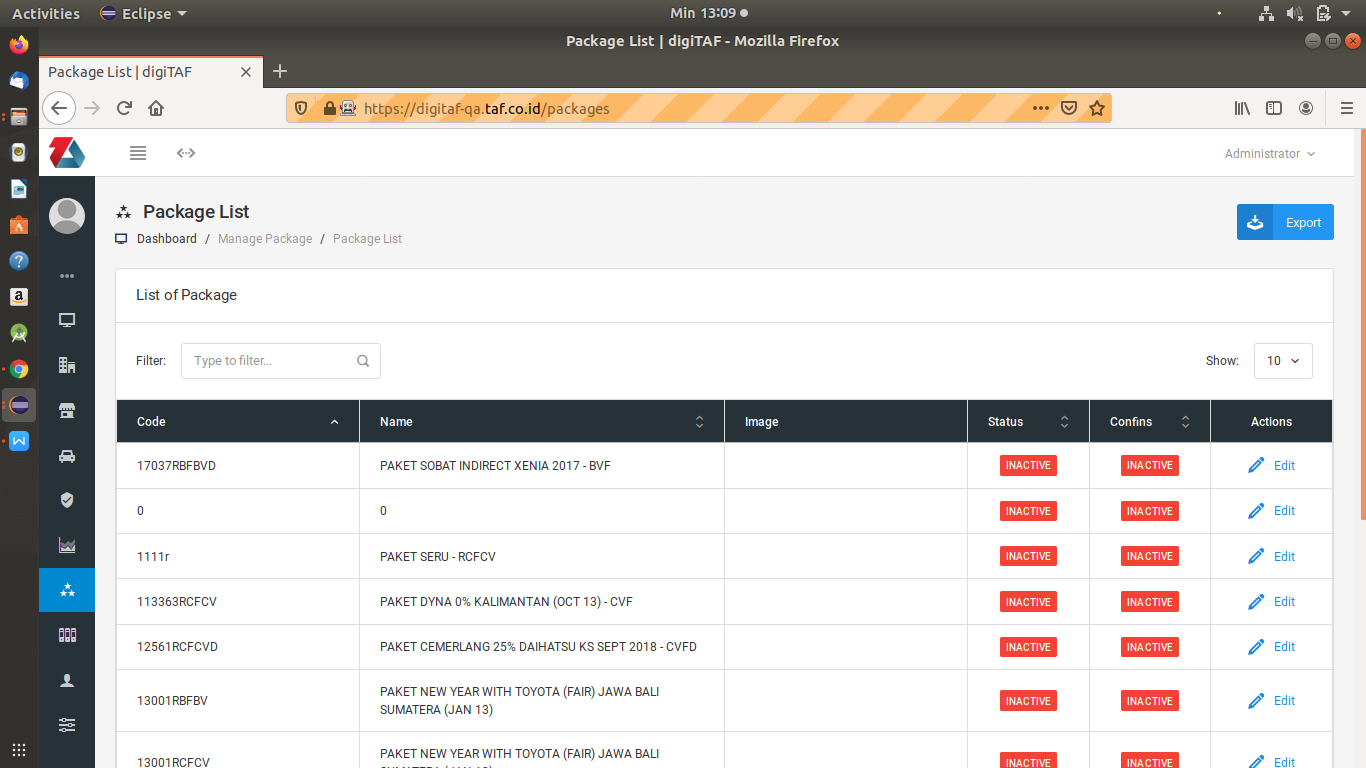 Activities Eclipse Min 13:09
Package List | digiTAF - Mozilla Firefox
Package List | digiTAF
https://digitaf-qa.taf.co.id/packages
Administrator
Package List
Export
Dashboard / Manage Package / Package List
List of Package
Filter: Type to filter... Show: 10
Code Name Image Status Confins Actions
17037RBFBVD PAKET SOBAT INDIRECT XENIA 2017 - BVF INACTIVE INACTIVE Edit
0 0 INACTIVE INACTIVE Edit
1111r PAKET SERU - RCFCV INACTIVE INACTIVE Edit
113363RCFCV PAKET DYNA 0% KALIMANTAN (OCT 13) - CVF INACTIVE INACTIVE Edit
12561RCFCVD PAKET CEMERLANG 25% DAIHATSU KS SEPT 2018 - CVFD INACTIVE INACTIVE Edit
13001RBFBV PAKET NEW YEAR WITH TOYOTA (FAIR) JAWA BALI
SUMATERA (JAN 13) INACTIVE INACTIVE Edit
13001RCFCV PAKET NEW YEAR WITH TOYOTA (FAIR) JAWA BALI INACTIVE INACTIVE Edit